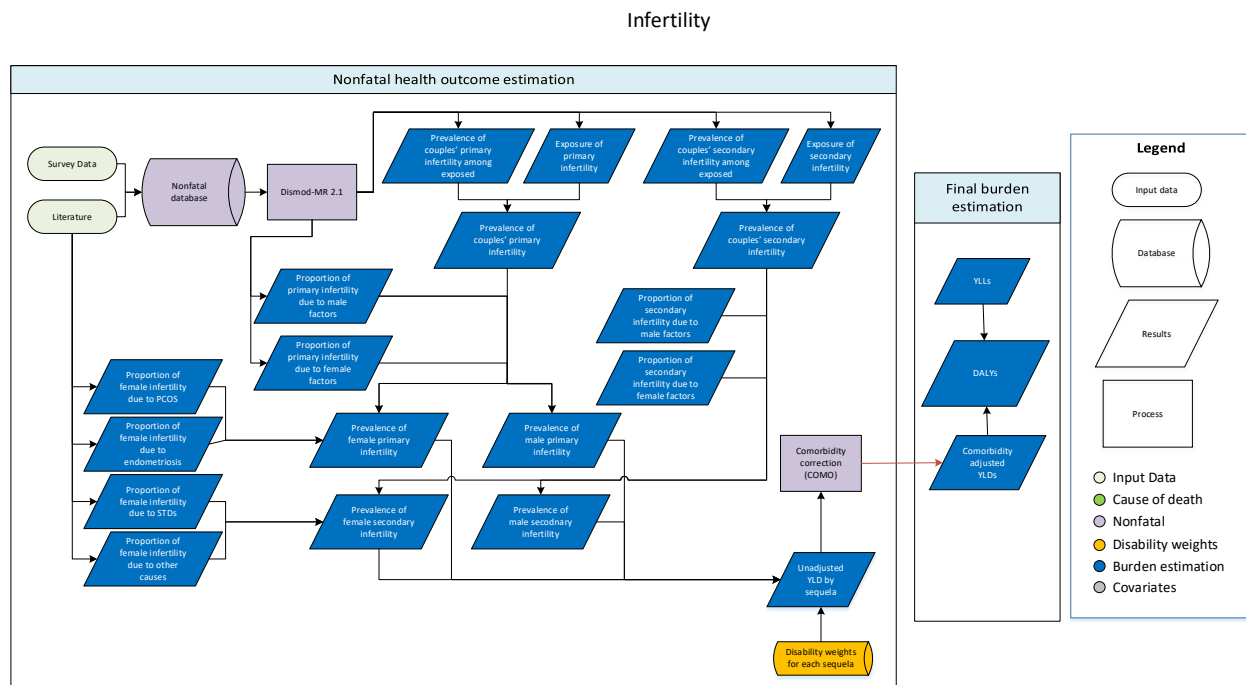 Infertility
Nonfatal health outcome estimation
Survey Data
Literature
Nonfatal
database
Dismod-MR 2.1
Prevalence of
couples’ primary
infertility among
exposed
Exposure of
primary
infertility
Prevalence of
couples’ secondary
infertility among
exposed
Exposure of
secondary
infertility
Prevalence of
couples’ primary
infertility
Prevalence of
couples’ secondary
infertility
Proportion of
primary infertility
due to male
factors
Proportion of
primary infertility
due to female
factors
Proportion of
secondary
infertility due to
male factors
Proportion of
secondary
infertility due to
female factors
Proportion of
female infertility
due to PCOS
Proportion of
female infertility
due to
endometriosis
Proportion of
female infertility
due to STDs
Proportion of
female infertility
due to other
causes
Prevalence of
female primary
infertility
Prevalence of
male primary
infertility
Prevalence of
female secondary
infertility
Prevalence of
male secodnary
infertility
Comorbidity
correction
(COMO)
Unadjusted
YLD by
sequela
Disability weights
for each sequela
Final burden
estimation
YLLs
DALYs
Comorbidity
adjusted
YLDs
Legend
Input data
Database
Results
Process
Input Data
Cause of death
Nonfatal
Disability weights
Burden estimation
Covariates